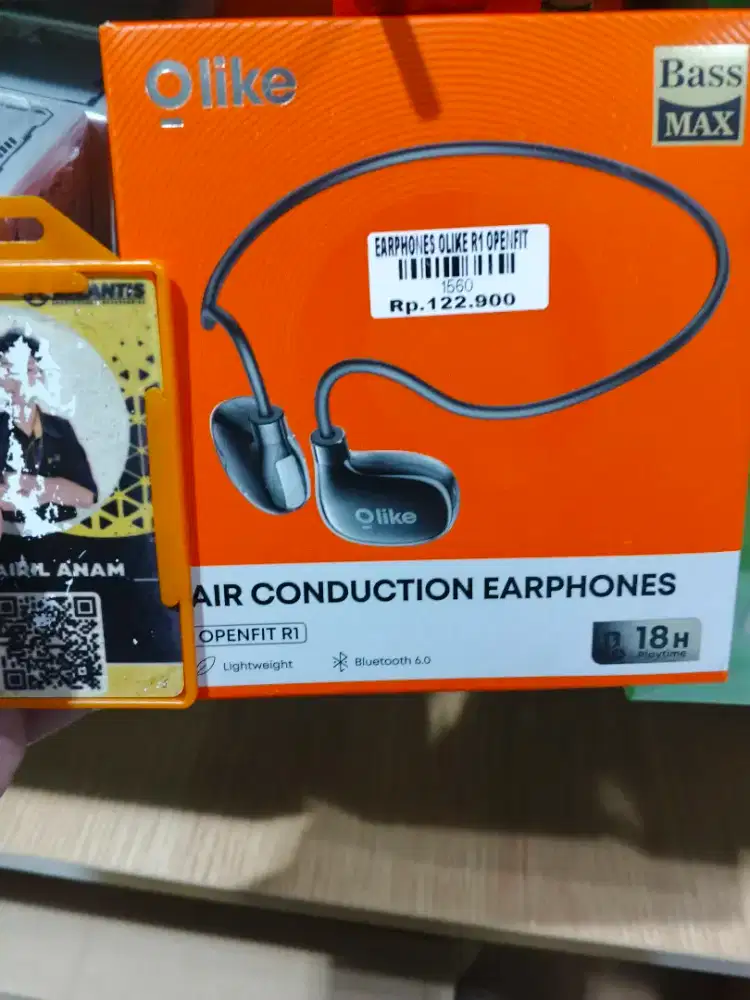 Olike
Bass
MAX
EARPHONES OLIKE R1 OPENFIT
1560
Rp.122.900
Olike
AIR CONDUCTION EARPHONES
OPENFIT R1
18H
Playtime
Lightweight
Bluetooth 6.0
ANAM